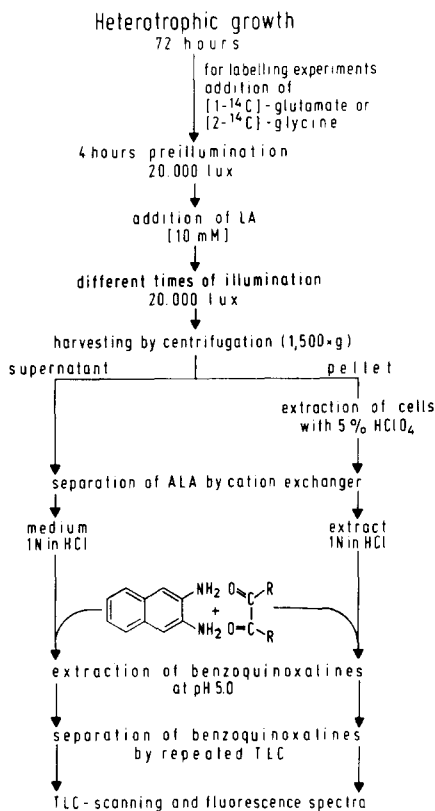 Heterotrophic growth
72 hours
for labelling experiments
addition of
[1-¹⁴C]-glutamate or
[2-¹⁴C]-glycine
4 hours preillumination
20.000 lux
addition of LA
[10 mM]
different times of illumination
20.000 lux
harvesting by centrifugation (1,500×g)
supernatant pellet
extraction of cells
with 5% HClO₄
separation of ALA by cation exchanger
medium extract
1N in HCl 1N in HCl
NH₂ O=C-R
+
NH₂ O=C-R
extraction of benzoquinoxalines
at pH 5.0
separation of benzoquinoxalines
by repeated TLC
TLC-scanning and fluorescence spectra